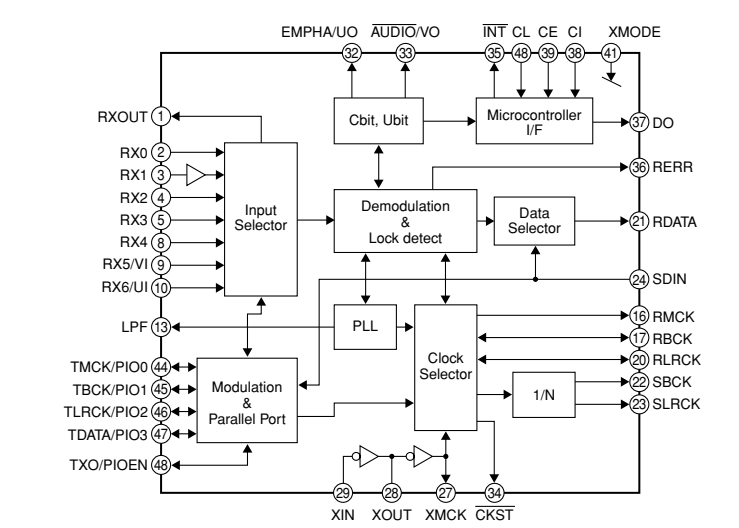 EMPHA/UO AUDIO/VO INT CL CE CI XMODE
32 33 35 48 39 38 41
RXOUT 1
Cbit, Ubit
Microcontroller
I/F
37 DO
RX0 2
RX1 3
RX2 4
RX3 5
RX4 8
RX5/VI 9
RX6/UI 10
Input
Selector
Demodulation
&
Lock detect
Data
Selector
36 RERR
21 RDATA
24 SDIN
LPF 13
PLL
Clock
Selector
16 RMCK
17 RBCK
20 RLRCK
1/N
22 SBCK
23 SLRCK
TMCK/PIO0 44
TBCK/PIO1 45
TLRCK/PIO2 46
TDATA/PIO3 47
TXO/PIOEN 48
Modulation
&
Parallel Port
29 28 27 34
XIN XOUT XMCK CKST